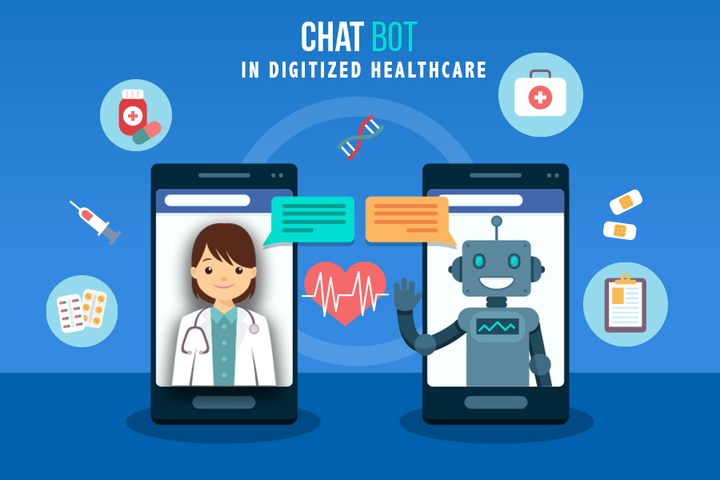 CHAT BOT
IN DIGITIZED HEALTHCARE